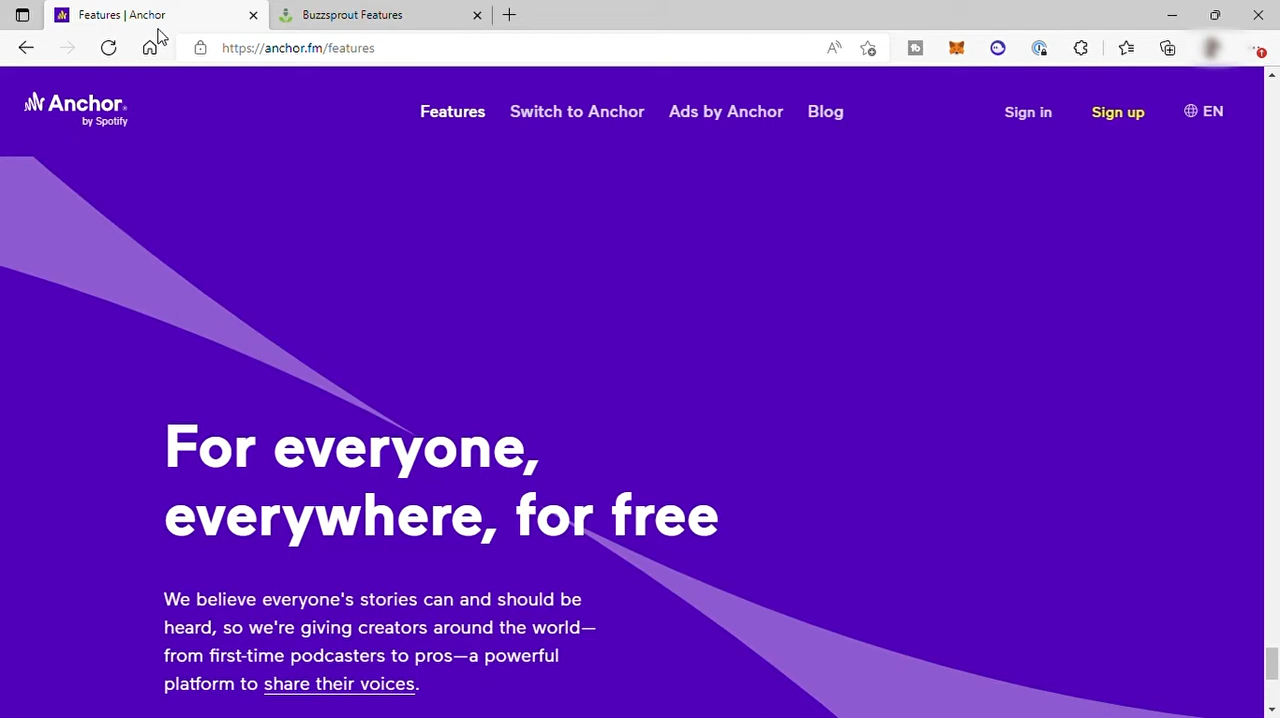 Features | Anchor
Buzzsprout Features
https://anchor.fm/features
Anchor
by Spotify
Features
Switch to Anchor
Ads by Anchor
Blog
Sign in
Sign up
EN
For everyone,
everywhere, for free
We believe everyone's stories can and should be
heard, so we're giving creators around the world—
from first-time podcasters to pros—a powerful
platform to share their voices.